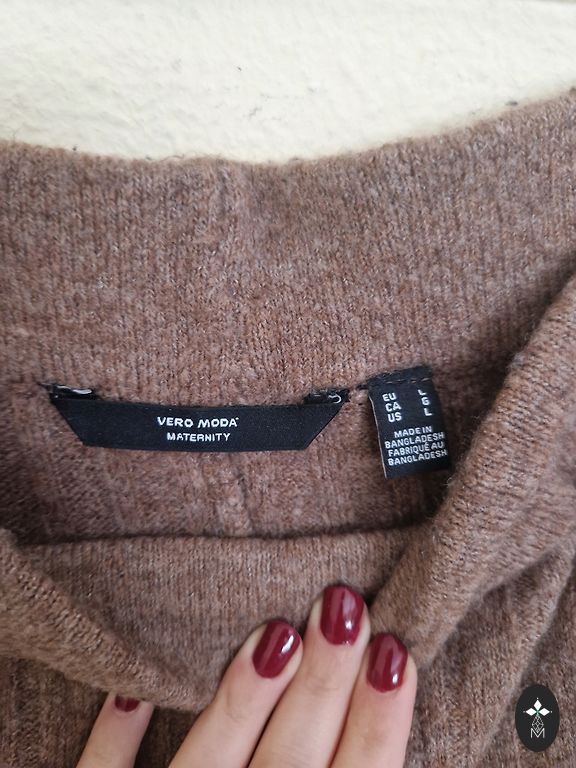 VERO MODA
MATERNITY
EU L
CA G
US L
MADE IN
BANGLADESH
FABRIQUÉ AU
BANGLADESH